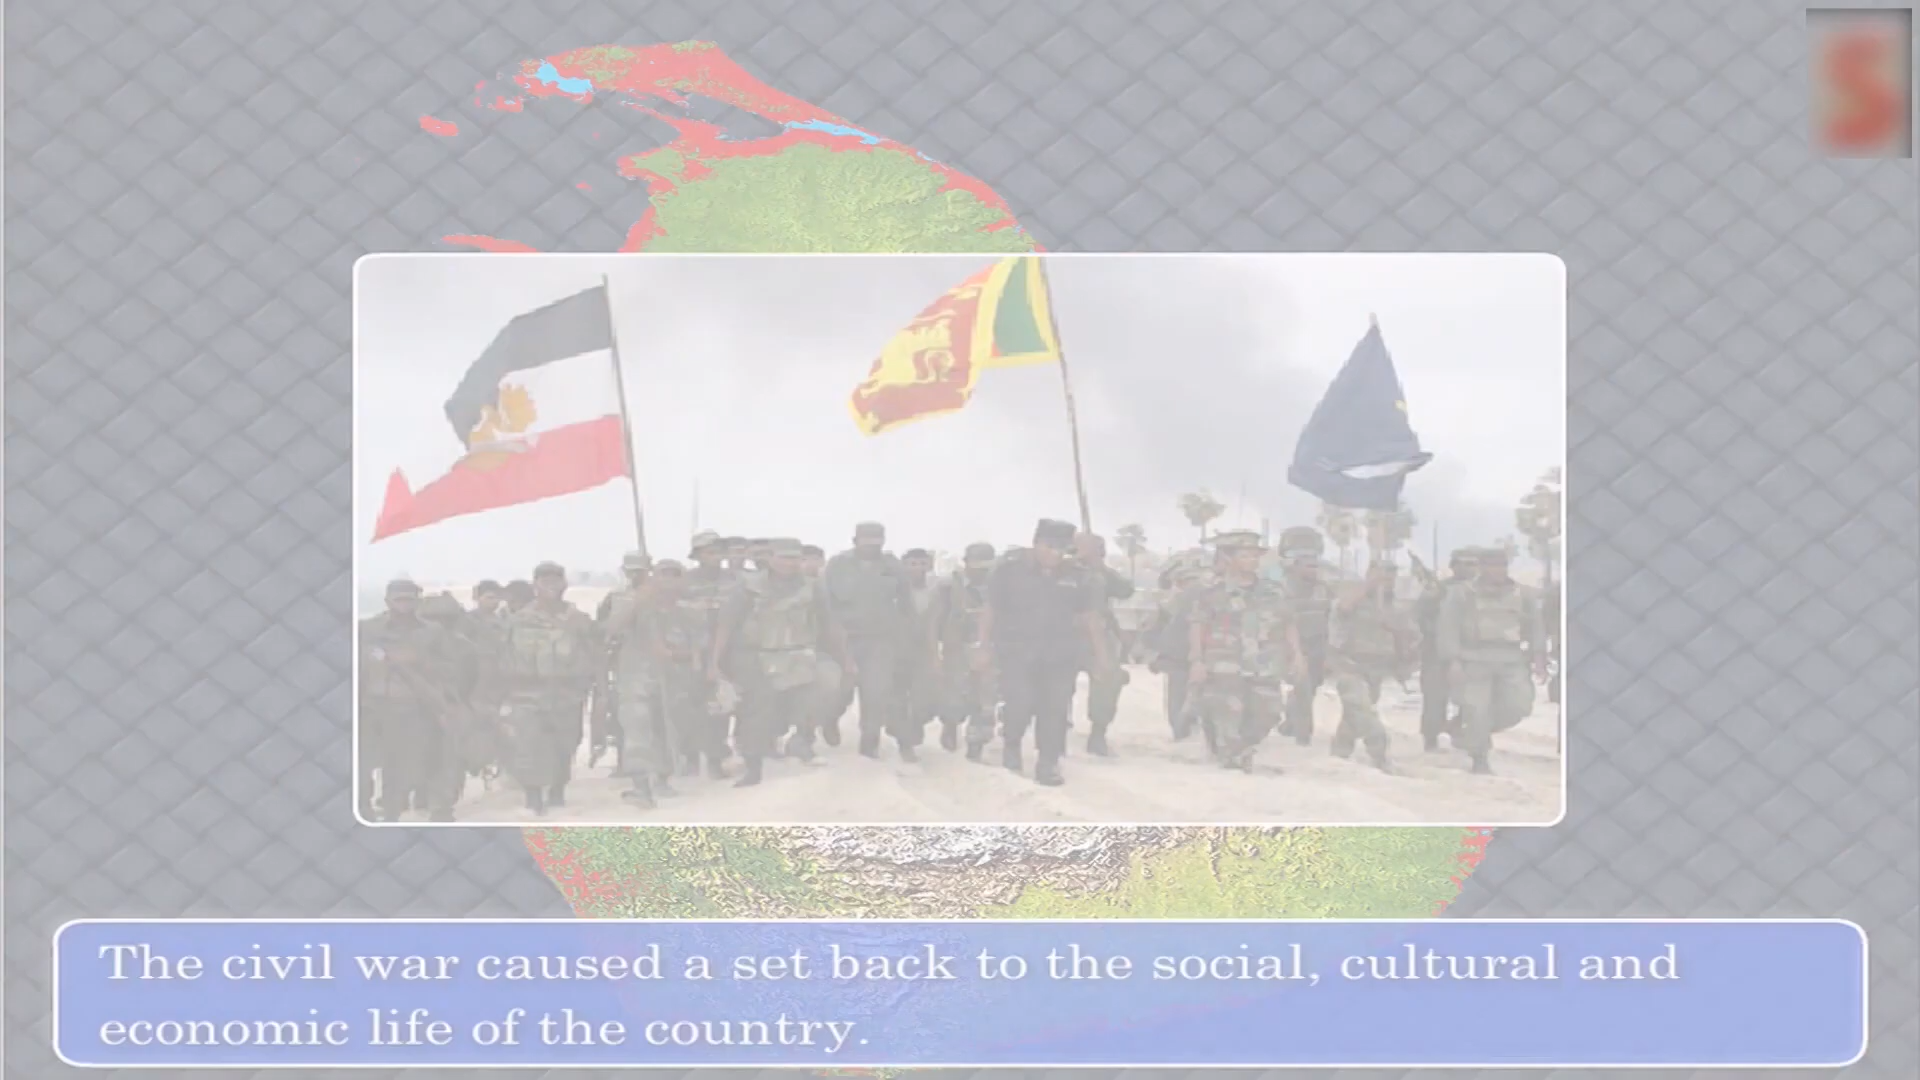 S
The civil war caused a set back to the social, cultural and
economic life of the country.